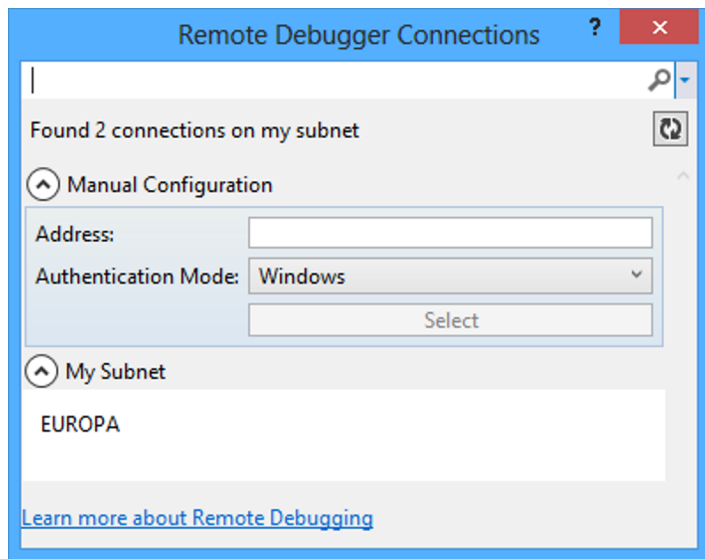 Remote Debugger Connections
?
Found 2 connections on my subnet
Manual Configuration
Address:
Authentication Mode: Windows
Select
My Subnet
EUROPA
Learn more about Remote Debugging